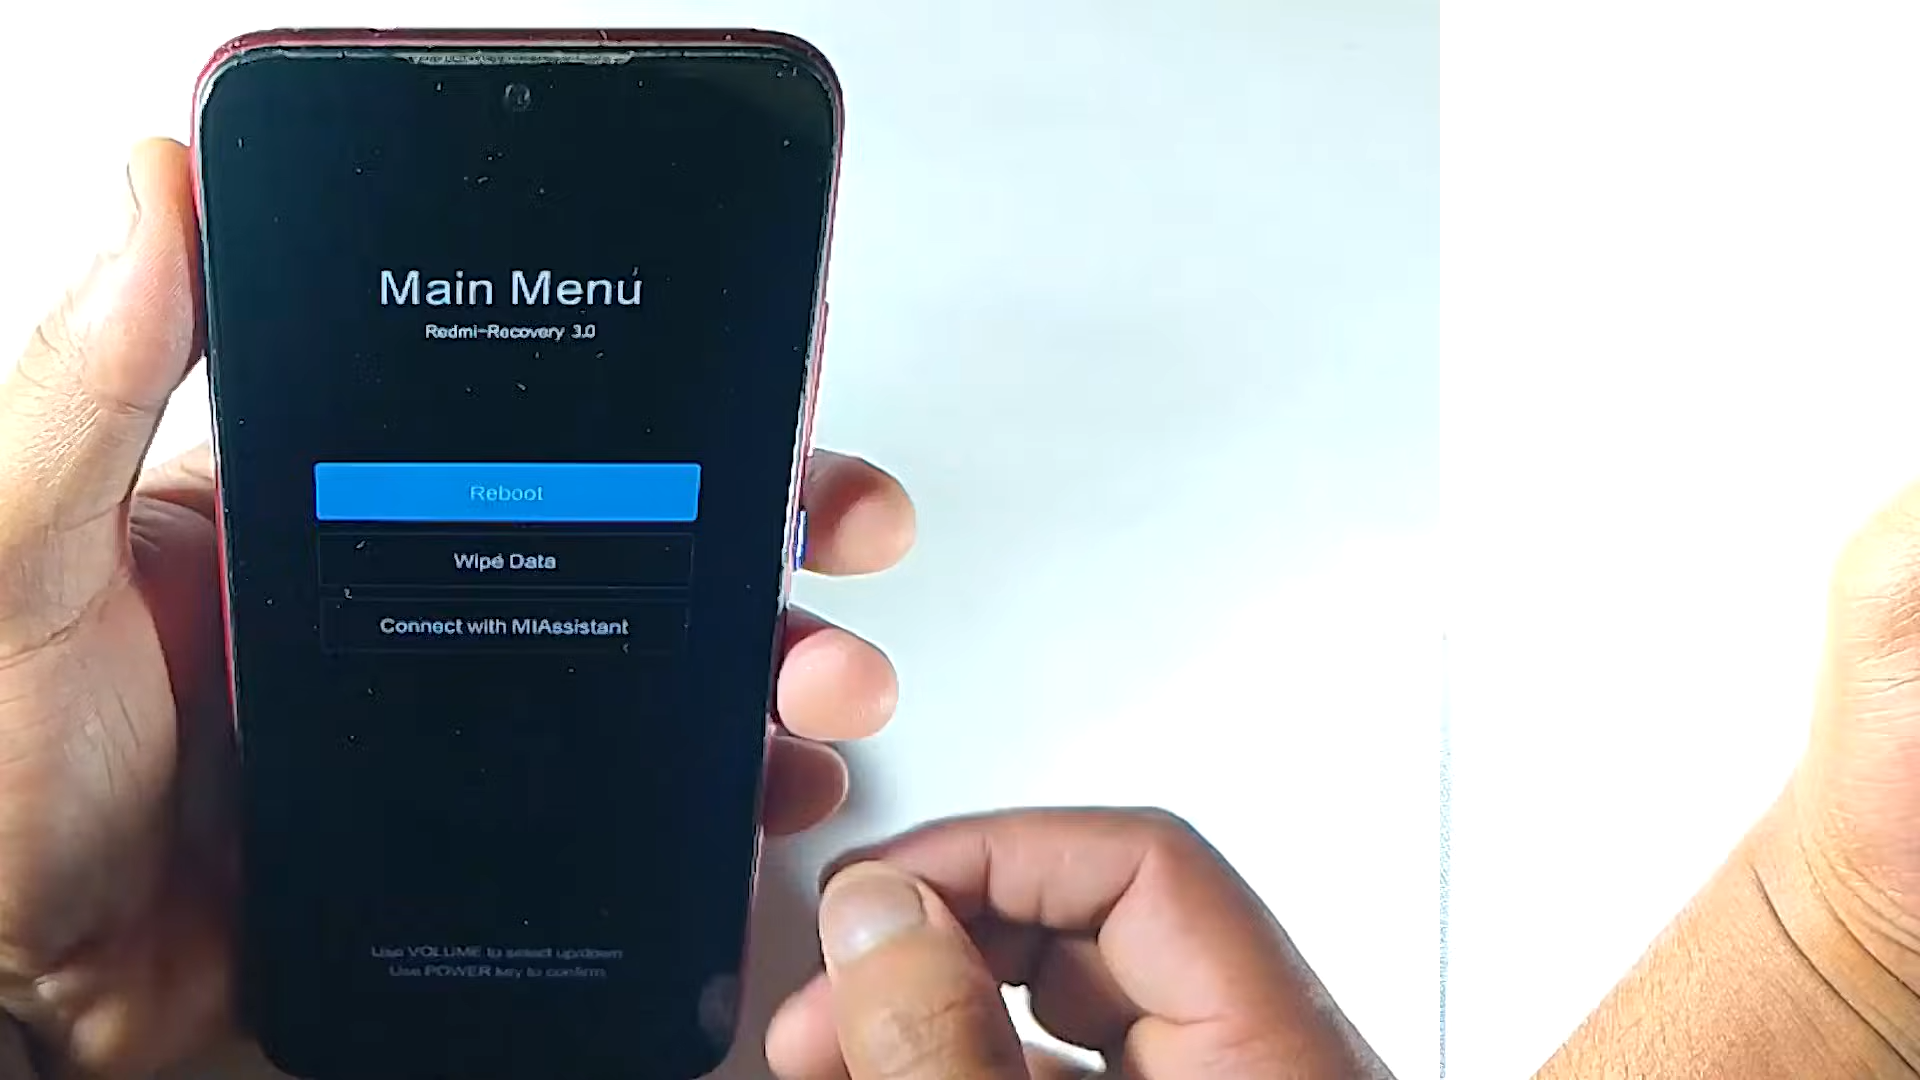 Main Menu
Redmi-Recovery 3.0
Reboot
Wipe Data
Connect with MIAssistant
Use VOLUME to select up/down
Use POWER key to confirm